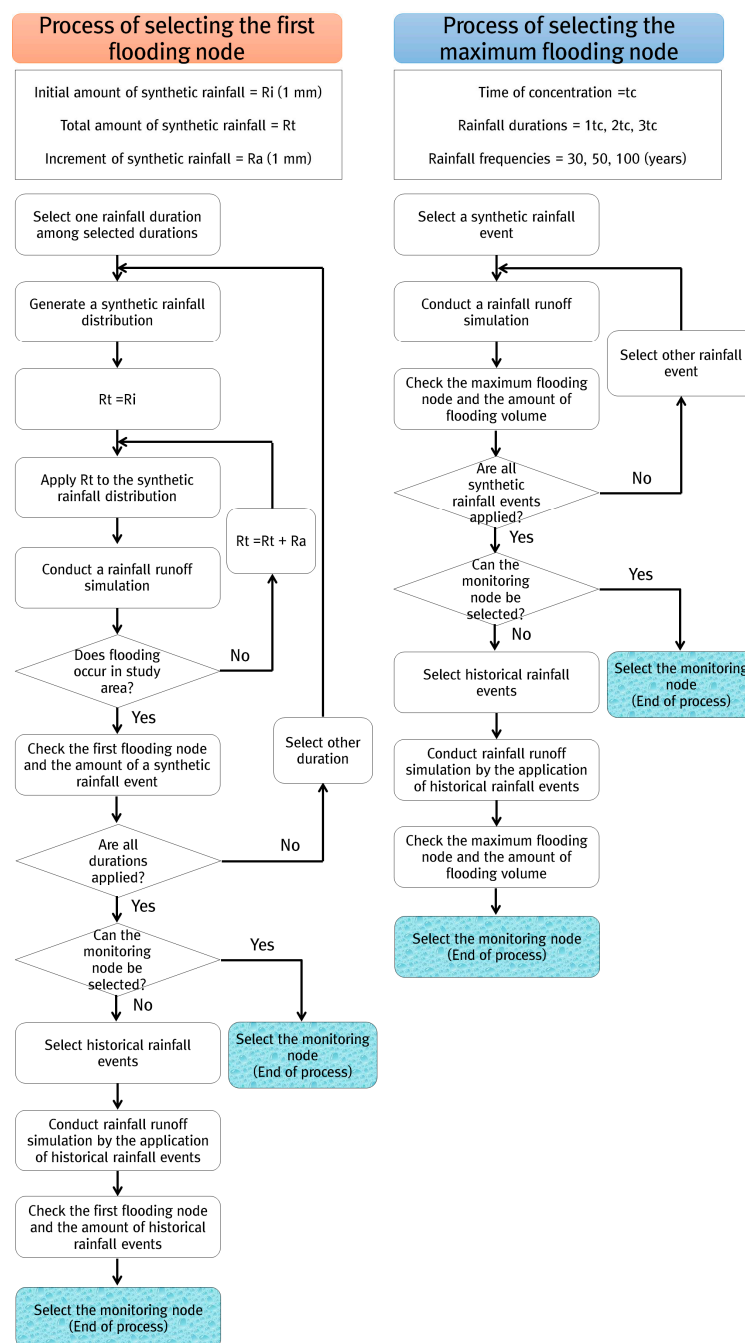 Process of selecting the first
flooding node
Initial amount of synthetic rainfall = Ri (1 mm)
Total amount of synthetic rainfall = Rt
Increment of synthetic rainfall = Ra (1 mm)
Select one rainfall duration
among selected durations
Generate a synthetic rainfall
distribution
Rt =Ri
Apply Rt to the synthetic
rainfall distribution
Rt =Rt + Ra
Conduct a rainfall runoff
simulation
Does flooding
occur in study
area?
No
Yes
Check the first flooding node
and the amount of a synthetic
rainfall event
Select other
duration
Are all
durations
applied?
No
Yes
Can the
monitoring
node be
selected?
Yes
No
Select historical rainfall
events
Select the monitoring
node
(End of process)
Conduct rainfall runoff
simulation by the application
of historical rainfall events
Check the first flooding node
and the amount of historical
rainfall events
Select the monitoring node
(End of process)
Process of selecting the
maximum flooding node
Time of concentration =tc
Rainfall durations = 1tc, 2tc, 3tc
Rainfall frequencies = 30, 50, 100 (years)
Select a synthetic rainfall
event
Conduct a rainfall runoff
simulation
Select other rainfall
event
Check the maximum flooding
node and the amount of
flooding volume
Are all
synthetic
rainfall events
applied?
No
Yes
Can the
monitoring
node be
selected?
Yes
No
Select historical rainfall
events
Select the monitoring
node
(End of process)
Conduct rainfall runoff
simulation by the application
of historical rainfall events
Check the maximum flooding
node and the amount of
flooding volume
Select the monitoring node
(End of process)